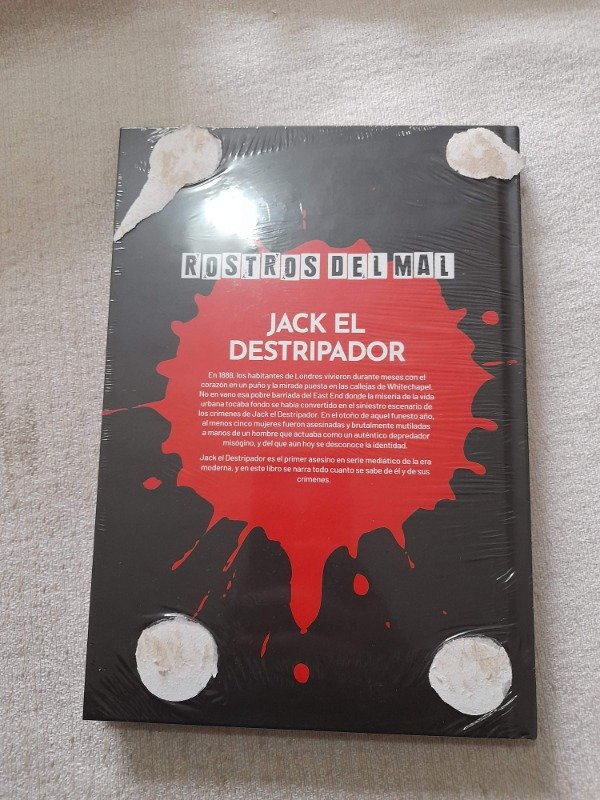 ROSTROS DEL MAL
JACK EL
DESTRIPADOR
En 1888, los habitantes de Londres vivieron durante meses con el
corazón en un puño y la mirada puesta en las callejas de Whitechapel.
No en vano esa pobre barriada del East End donde la miseria de la vida
urbana tocaba fondo se había convertido en el siniestro escenario de
los crímenes de Jack el Destripador. En el otoño de aquel funesto año,
al menos cinco mujeres fueron asesinadas y brutalmente mutiladas
a manos de un hombre que actuaba como un auténtico depredador
misógino, y del que aún hoy se desconoce la identidad.
Jack el Destripador es el primer asesino en serie mediático de la era
moderna, y en este libro se narra todo cuanto se sabe de él y de sus
crímenes.